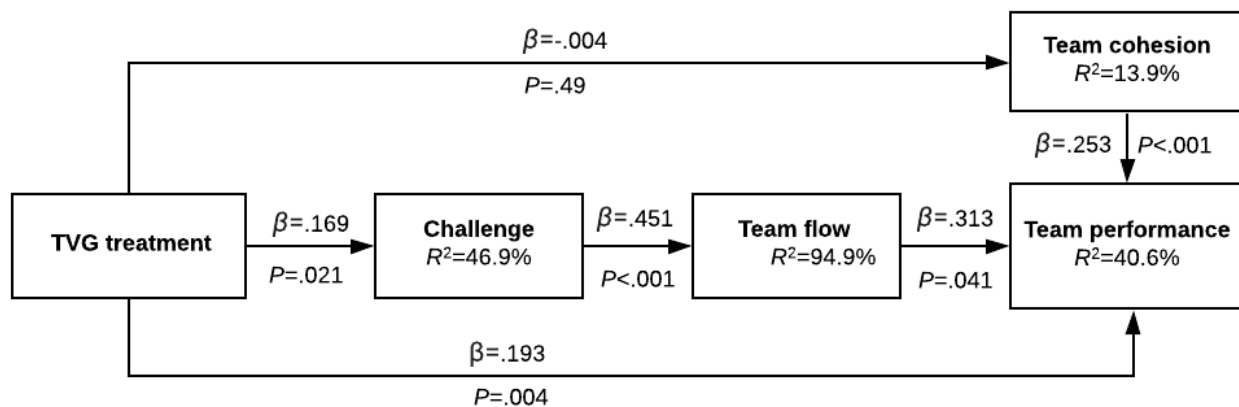 β=-.004
P=.49
Team cohesion
R²=13.9%
β=.253
P<.001
TVG treatment
β=.169
P=.021
Challenge
R²=46.9%
β=.451
P<.001
Team flow
R²=94.9%
β=.313
P=.041
Team performance
R²=40.6%
β=.193
P=.004